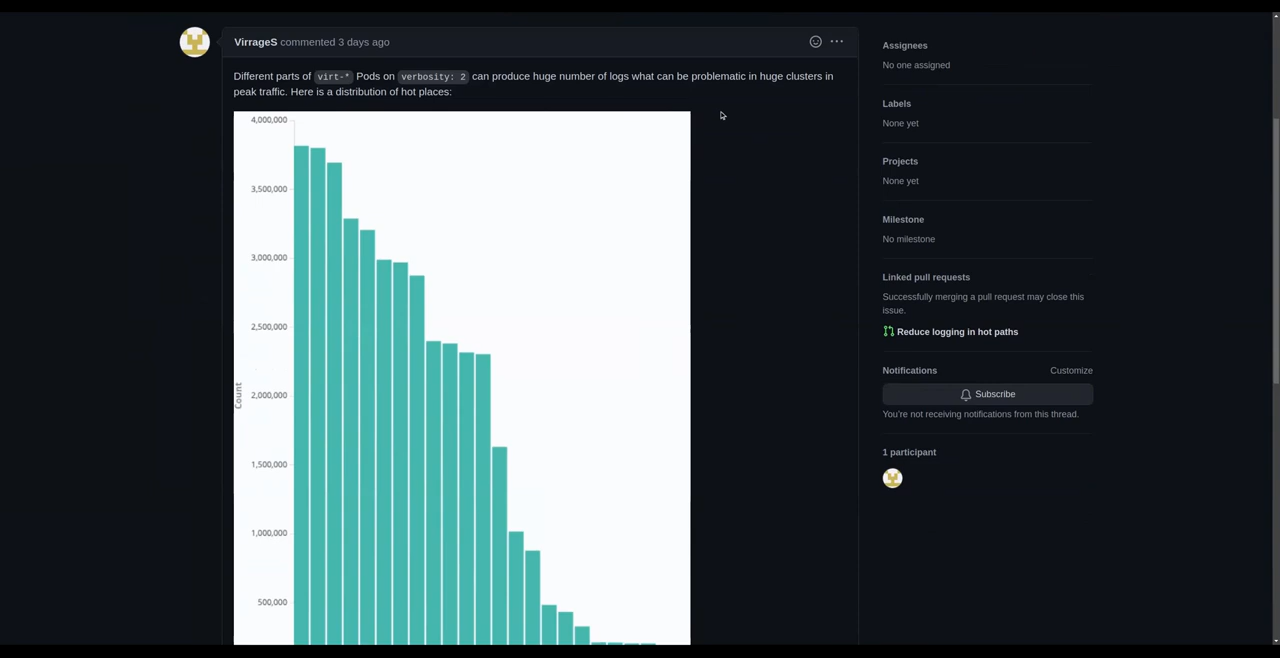 VirrageS commented 3 days ago
Different parts of virt-* Pods on verbosity: 2 can produce huge number of logs what can be problematic in huge clusters in
peak traffic. Here is a distribution of hot places:
4,000,000
3,500,000
3,000,000
2,500,000
2,000,000
1,500,000
1,000,000
500,000
Count
Assignees
No one assigned
Labels
None yet
Projects
None yet
Milestone
No milestone
Linked pull requests
Successfully merging a pull request may close this
issue.
Reduce logging in hot paths
Notifications Customize
Subscribe
You're not receiving notifications from this thread.
1 participant